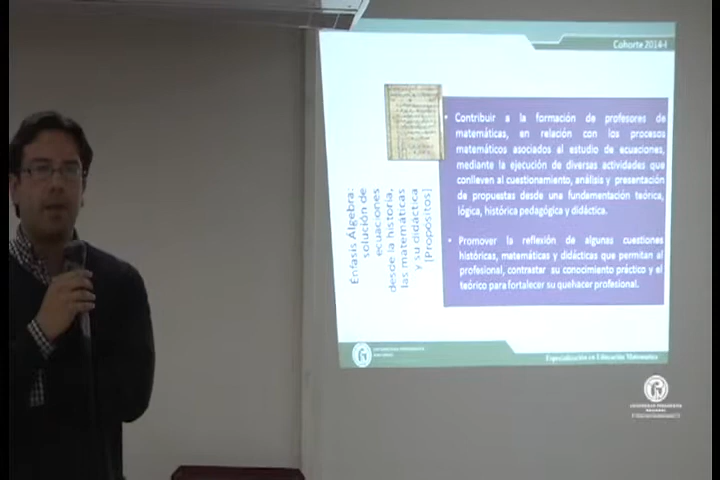 Cohorte 2014-I
Énfasis Álgebra:
solución de
ecuaciones
desde la historia,
las matemáticas
y su didáctica
[Propósitos]
• Contribuir a la formación de profesores de
matemáticas, en relación con los procesos
matemáticos asociados al estudio de ecuaciones,
mediante la ejecución de diversas actividades que
conlleven al cuestionamiento, análisis y presentación
de propuestas desde una fundamentación teórica,
lógica, histórica pedagógica y didáctica.
• Promover la reflexión de algunas cuestiones
históricas, matemáticas y didácticas que permitan al
profesional, contrastar su conocimiento práctico y el
teórico para fortalecer su quehacer profesional.
Especialización en Educación Matemática
UNIVERSIDAD PEDAGOGICA
NACIONAL